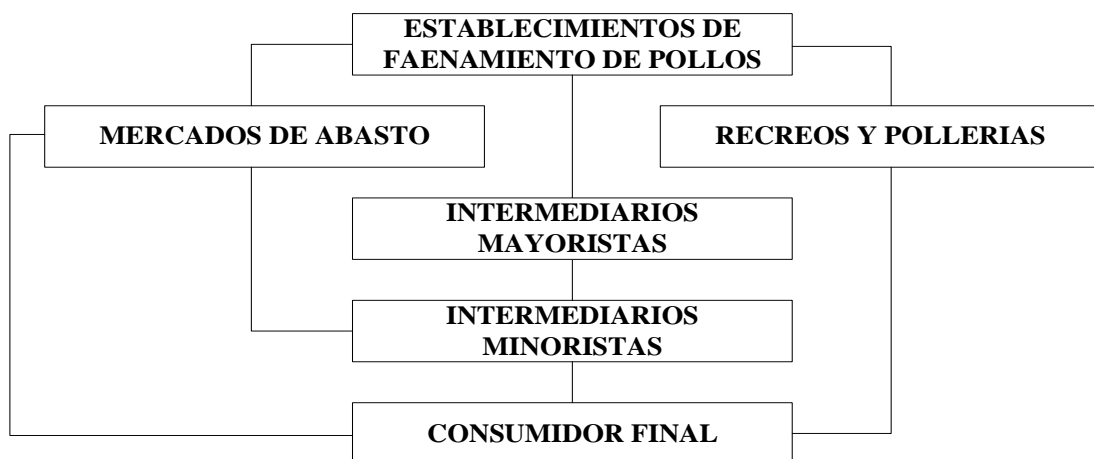 ESTABLECIMIENTOS DE
FAENAMIENTO DE POLLOS
MERCADOS DE ABASTO
RECREOS Y POLLERIAS
INTERMEDIARIOS
MAYORISTAS
INTERMEDIARIOS
MINORISTAS
CONSUMIDOR FINAL